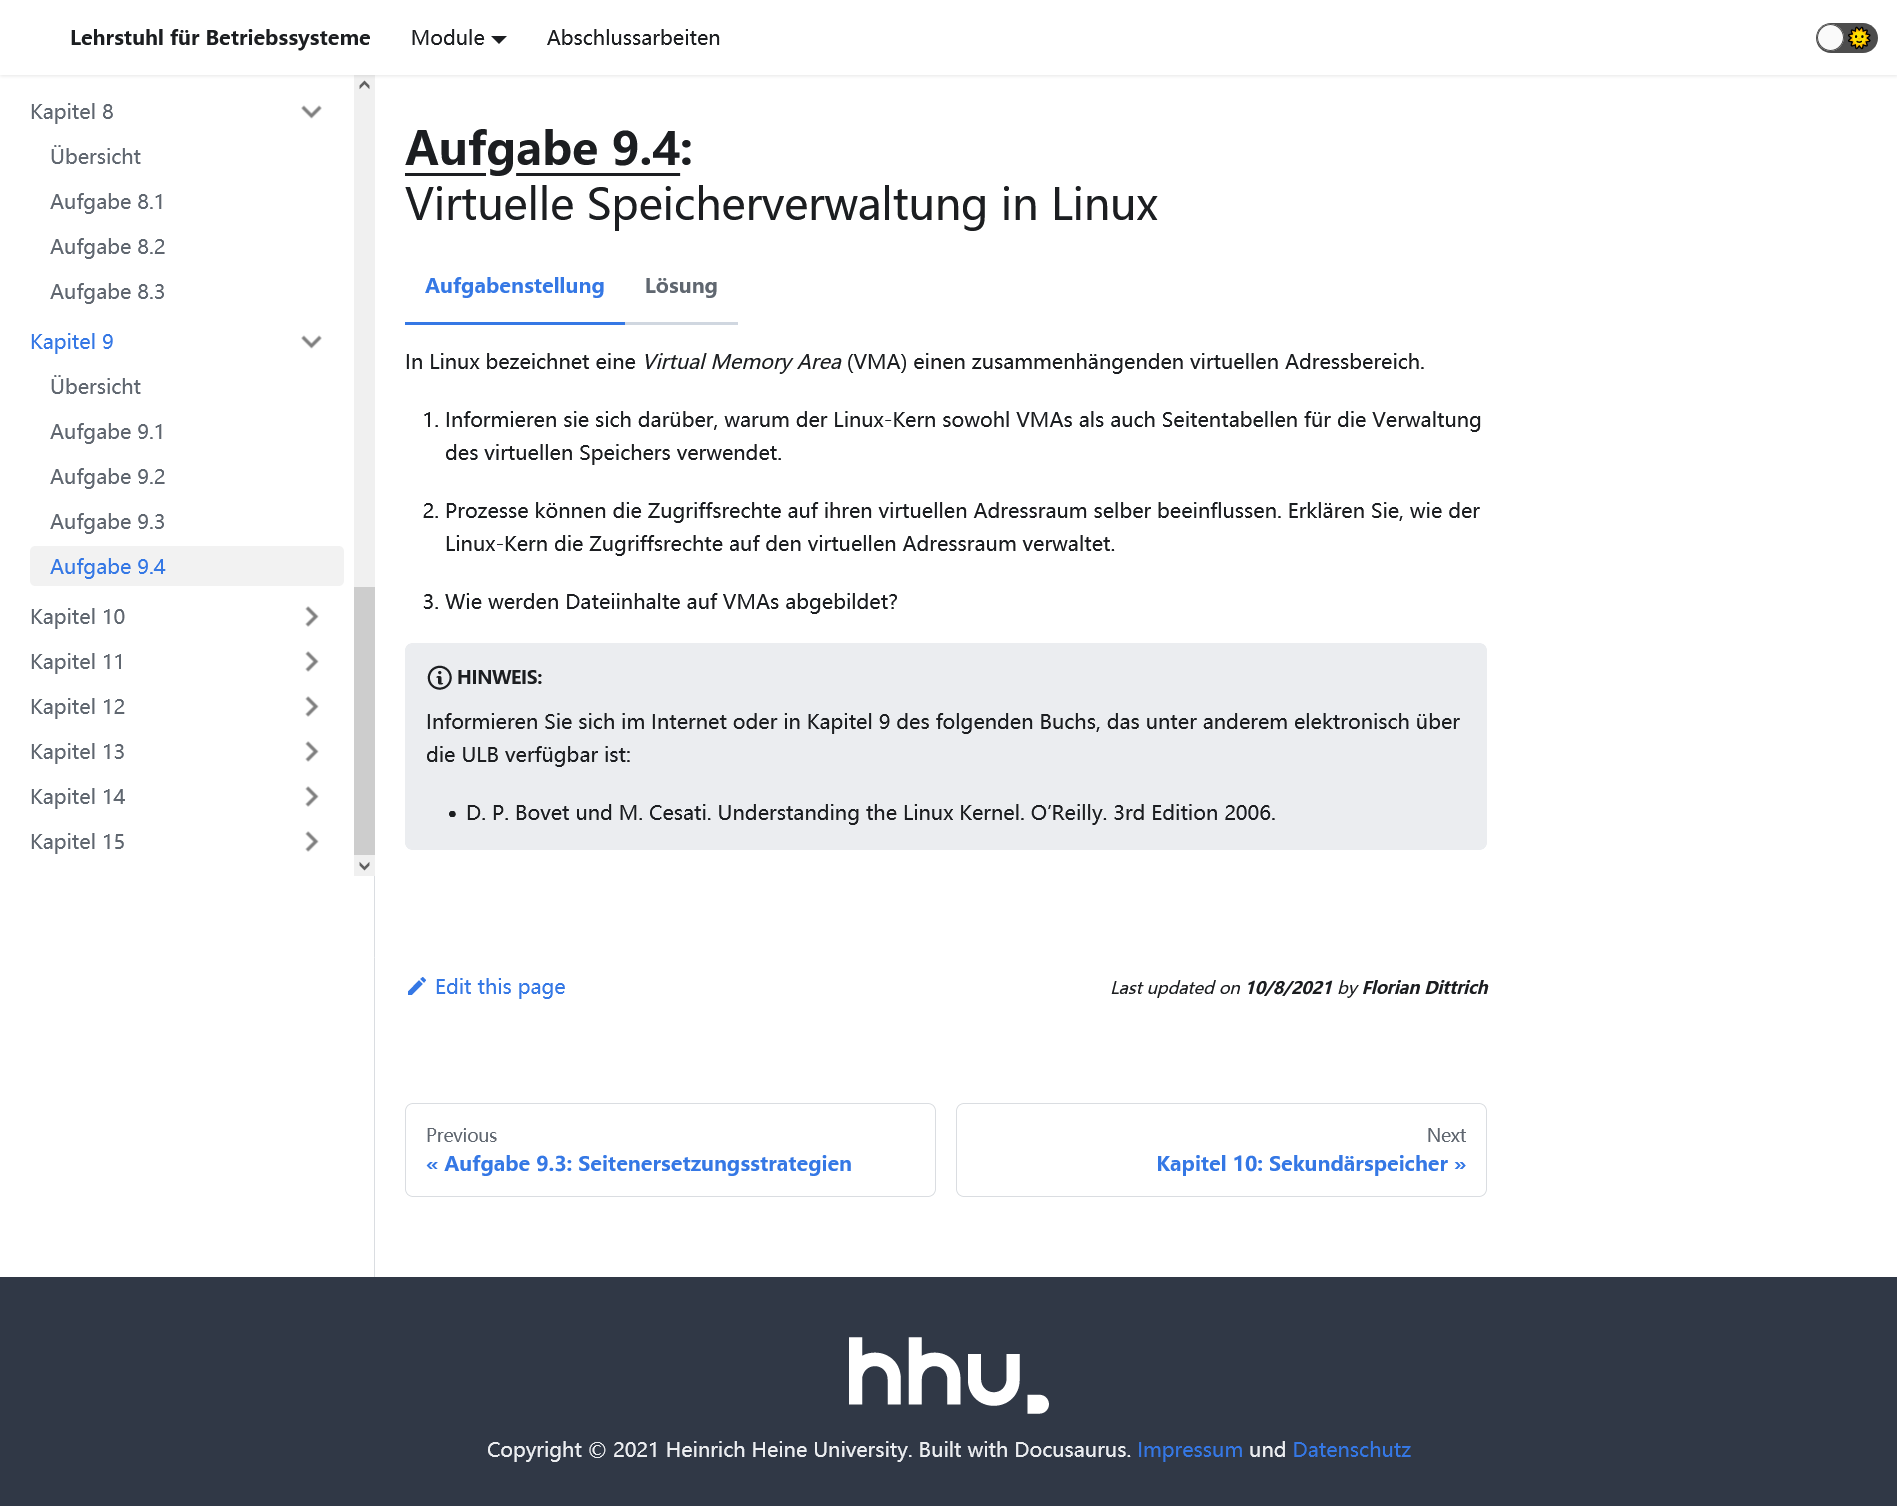 Lehrstuhl für Betriebssysteme
Module
Abschlussarbeiten
Kapitel 8
Übersicht
Aufgabe 8.1
Aufgabe 8.2
Aufgabe 8.3
Kapitel 9
Übersicht
Aufgabe 9.1
Aufgabe 9.2
Aufgabe 9.3
Aufgabe 9.4
Kapitel 10
Kapitel 11
Kapitel 12
Kapitel 13
Kapitel 14
Kapitel 15
Aufgabe 9.4:
Virtuelle Speicherverwaltung in Linux
Aufgabenstellung
Lösung
In Linux bezeichnet eine Virtual Memory Area (VMA) einen zusammenhängenden virtuellen Adressbereich.
1. Informieren sie sich darüber, warum der Linux-Kern sowohl VMAs als auch Seitentabellen für die Verwaltung
des virtuellen Speichers verwendet.
2. Prozesse können die Zugriffsrechte auf ihren virtuellen Adressraum selber beeinflussen. Erklären Sie, wie der
Linux-Kern die Zugriffsrechte auf den virtuellen Adressraum verwaltet.
3. Wie werden Dateiinhalte auf VMAs abgebildet?
HINWEIS:
Informieren Sie sich im Internet oder in Kapitel 9 des folgenden Buchs, das unter anderem elektronisch über
die ULB verfügbar ist:
• D. P. Bovet und M. Cesati. Understanding the Linux Kernel. O’Reilly. 3rd Edition 2006.
Edit this page
Last updated on 10/8/2021 by Florian Dittrich
Previous
« Aufgabe 9.3: Seitenersetzungsstrategien
Next
Kapitel 10: Sekundärspeicher »
hhu.
Copyright © 2021 Heinrich Heine University. Built with Docusaurus. Impressum und Datenschutz